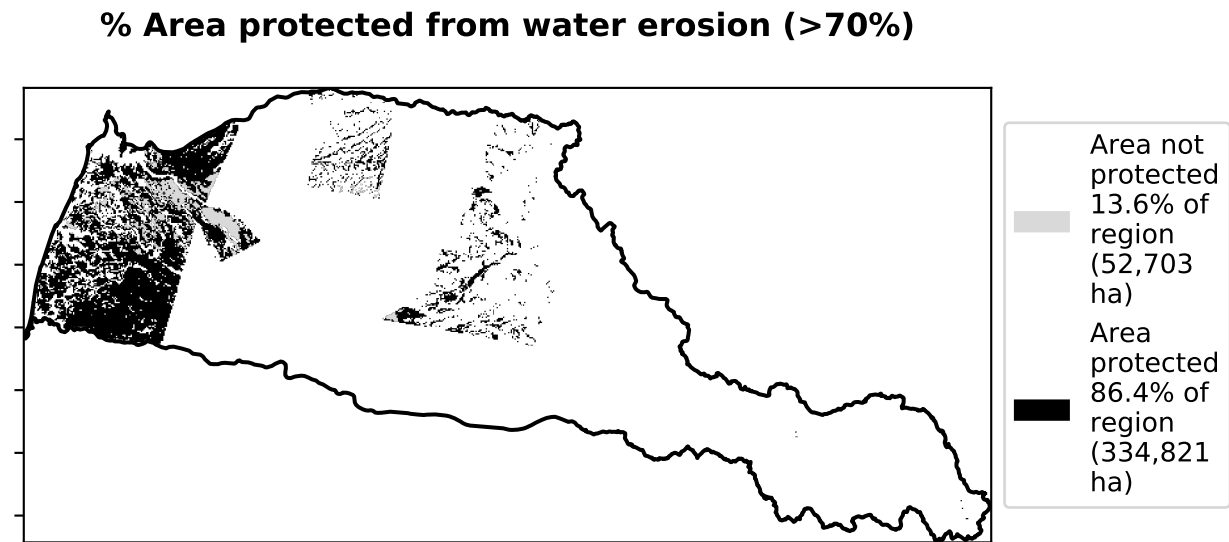 % Area protected from water erosion (>70%)
Area not
protected
13.6% of
region
(52,703
ha)
Area
protected
86.4% of
region
(334,821
ha)